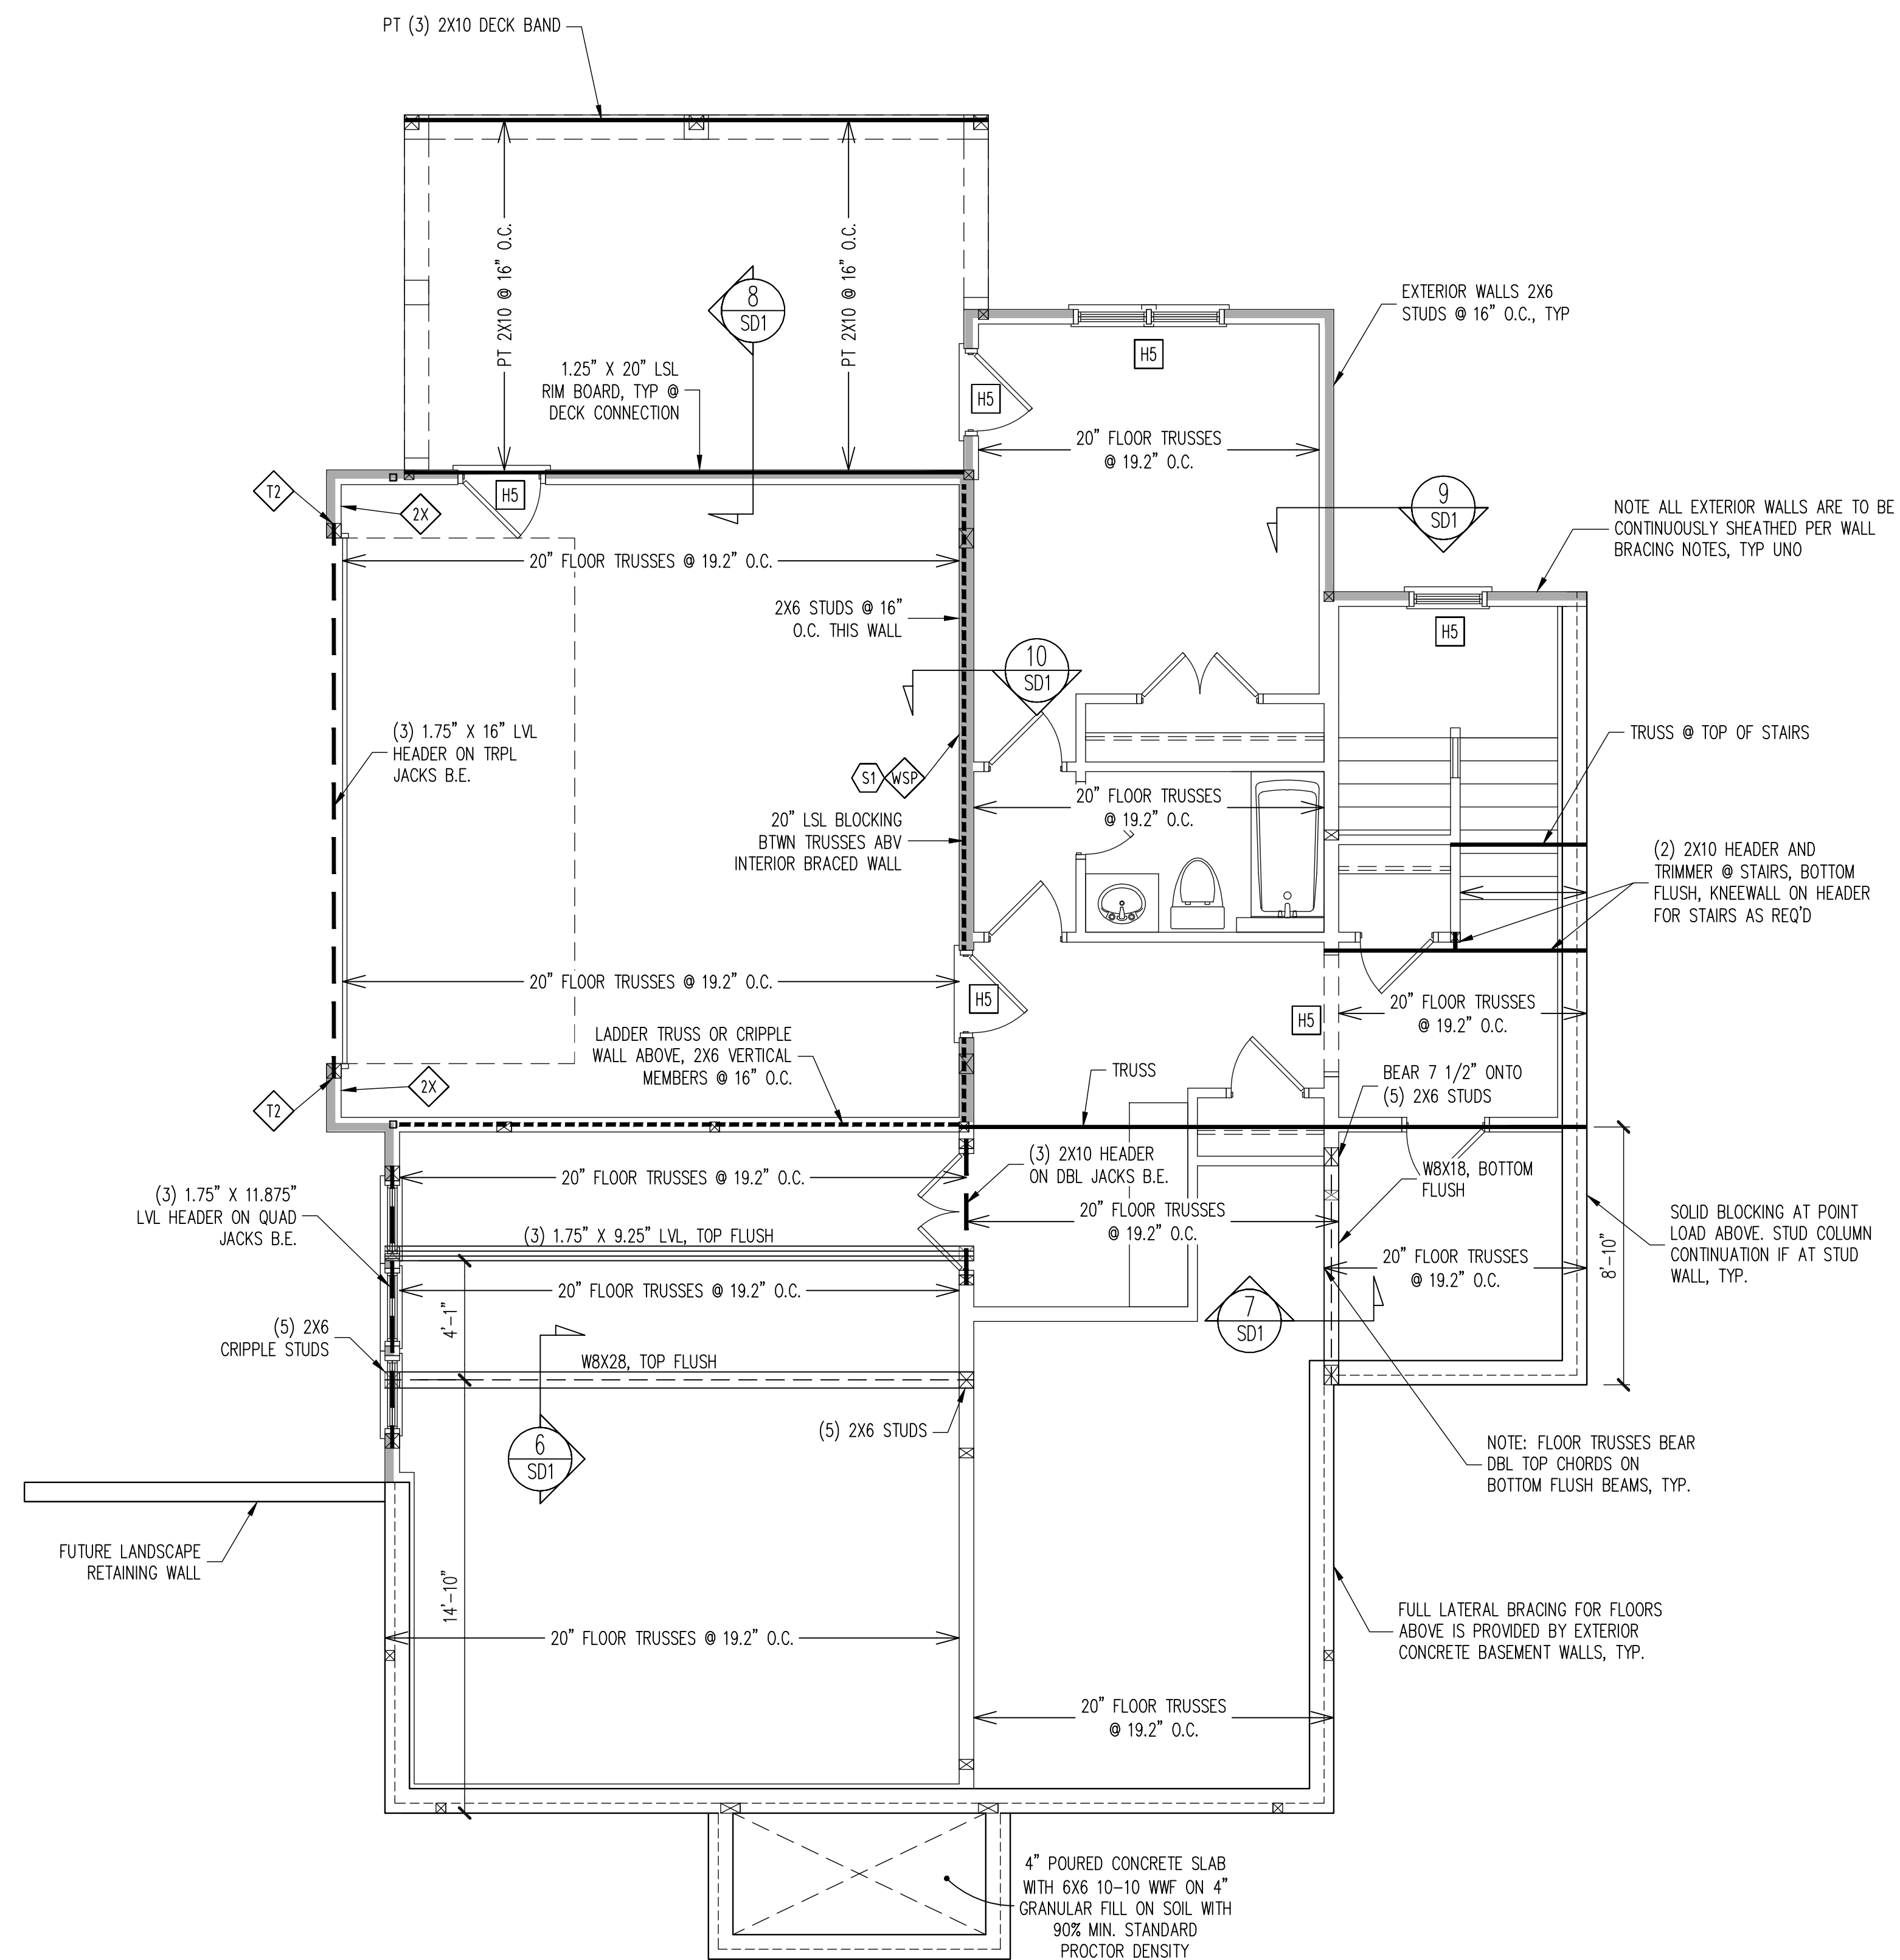 PT (3) 2X10 DECK BAND
PT 2X10 @ 16" O.C.
PT 2X10 @ 16" O.C.
8
SD1
EXTERIOR WALLS 2X6
STUDS @ 16" O.C., TYP
H5
1.25" X 20" LSL
RIM BOARD, TYP @
DECK CONNECTION
H5
20" FLOOR TRUSSES
@ 19.2" O.C.
T2
2X
H5
9
SD1
NOTE ALL EXTERIOR WALLS ARE TO BE
CONTINUOUSLY SHEATHED PER WALL
BRACING NOTES, TYP UNO
20" FLOOR TRUSSES @ 19.2" O.C.
2X6 STUDS @ 16"
O.C. THIS WALL
H5
10
SD1
(3) 1.75" X 16" LVL
HEADER ON TRPL
JACKS B.E.
TRUSS @ TOP OF STAIRS
S1
WSP
20" FLOOR TRUSSES
@ 19.2" O.C.
20" LSL BLOCKING
BTWN TRUSSES ABV
INTERIOR BRACED WALL
(2) 2X10 HEADER AND
TRIMMER @ STAIRS, BOTTOM
FLUSH, KNEEWALL ON HEADER
FOR STAIRS AS REQ'D
20" FLOOR TRUSSES @ 19.2" O.C.
H5
H5
20" FLOOR TRUSSES
@ 19.2" O.C.
LADDER TRUSS OR CRIPPLE
WALL ABOVE, 2X6 VERTICAL
MEMBERS @ 16" O.C.
TRUSS
BEAR 7 1/2" ONTO
(5) 2X6 STUDS
T2
2X
(3) 2X10 HEADER
ON DBL JACKS B.E.
W8X18, BOTTOM
FLUSH
20" FLOOR TRUSSES @ 19.2" O.C.
(3) 1.75" X 11.875"
LVL HEADER ON QUAD
JACKS B.E.
20" FLOOR TRUSSES
@ 19.2" O.C.
SOLID BLOCKING AT POINT
LOAD ABOVE. STUD COLUMN
CONTINUATION IF AT STUD
WALL, TYP.
(3) 1.75" X 9.25" LVL, TOP FLUSH
20" FLOOR TRUSSES
@ 19.2" O.C.
8'-10"
20" FLOOR TRUSSES @ 19.2" O.C.
4'-1"
7
SD1
(5) 2X6
CRIPPLE STUDS
W8X28, TOP FLUSH
(5) 2X6 STUDS
6
SD1
NOTE: FLOOR TRUSSES BEAR
DBL TOP CHORDS ON
BOTTOM FLUSH BEAMS, TYP.
FUTURE LANDSCAPE
RETAINING WALL
14'-10"
FULL LATERAL BRACING FOR FLOORS
ABOVE IS PROVIDED BY EXTERIOR
CONCRETE BASEMENT WALLS, TYP.
20" FLOOR TRUSSES @ 19.2" O.C.
20" FLOOR TRUSSES
@ 19.2" O.C.
4" POURED CONCRETE SLAB
WITH 6X6 10-10 WWF ON 4"
GRANULAR FILL ON SOIL WITH
90% MIN. STANDARD
PROCTOR DENSITY